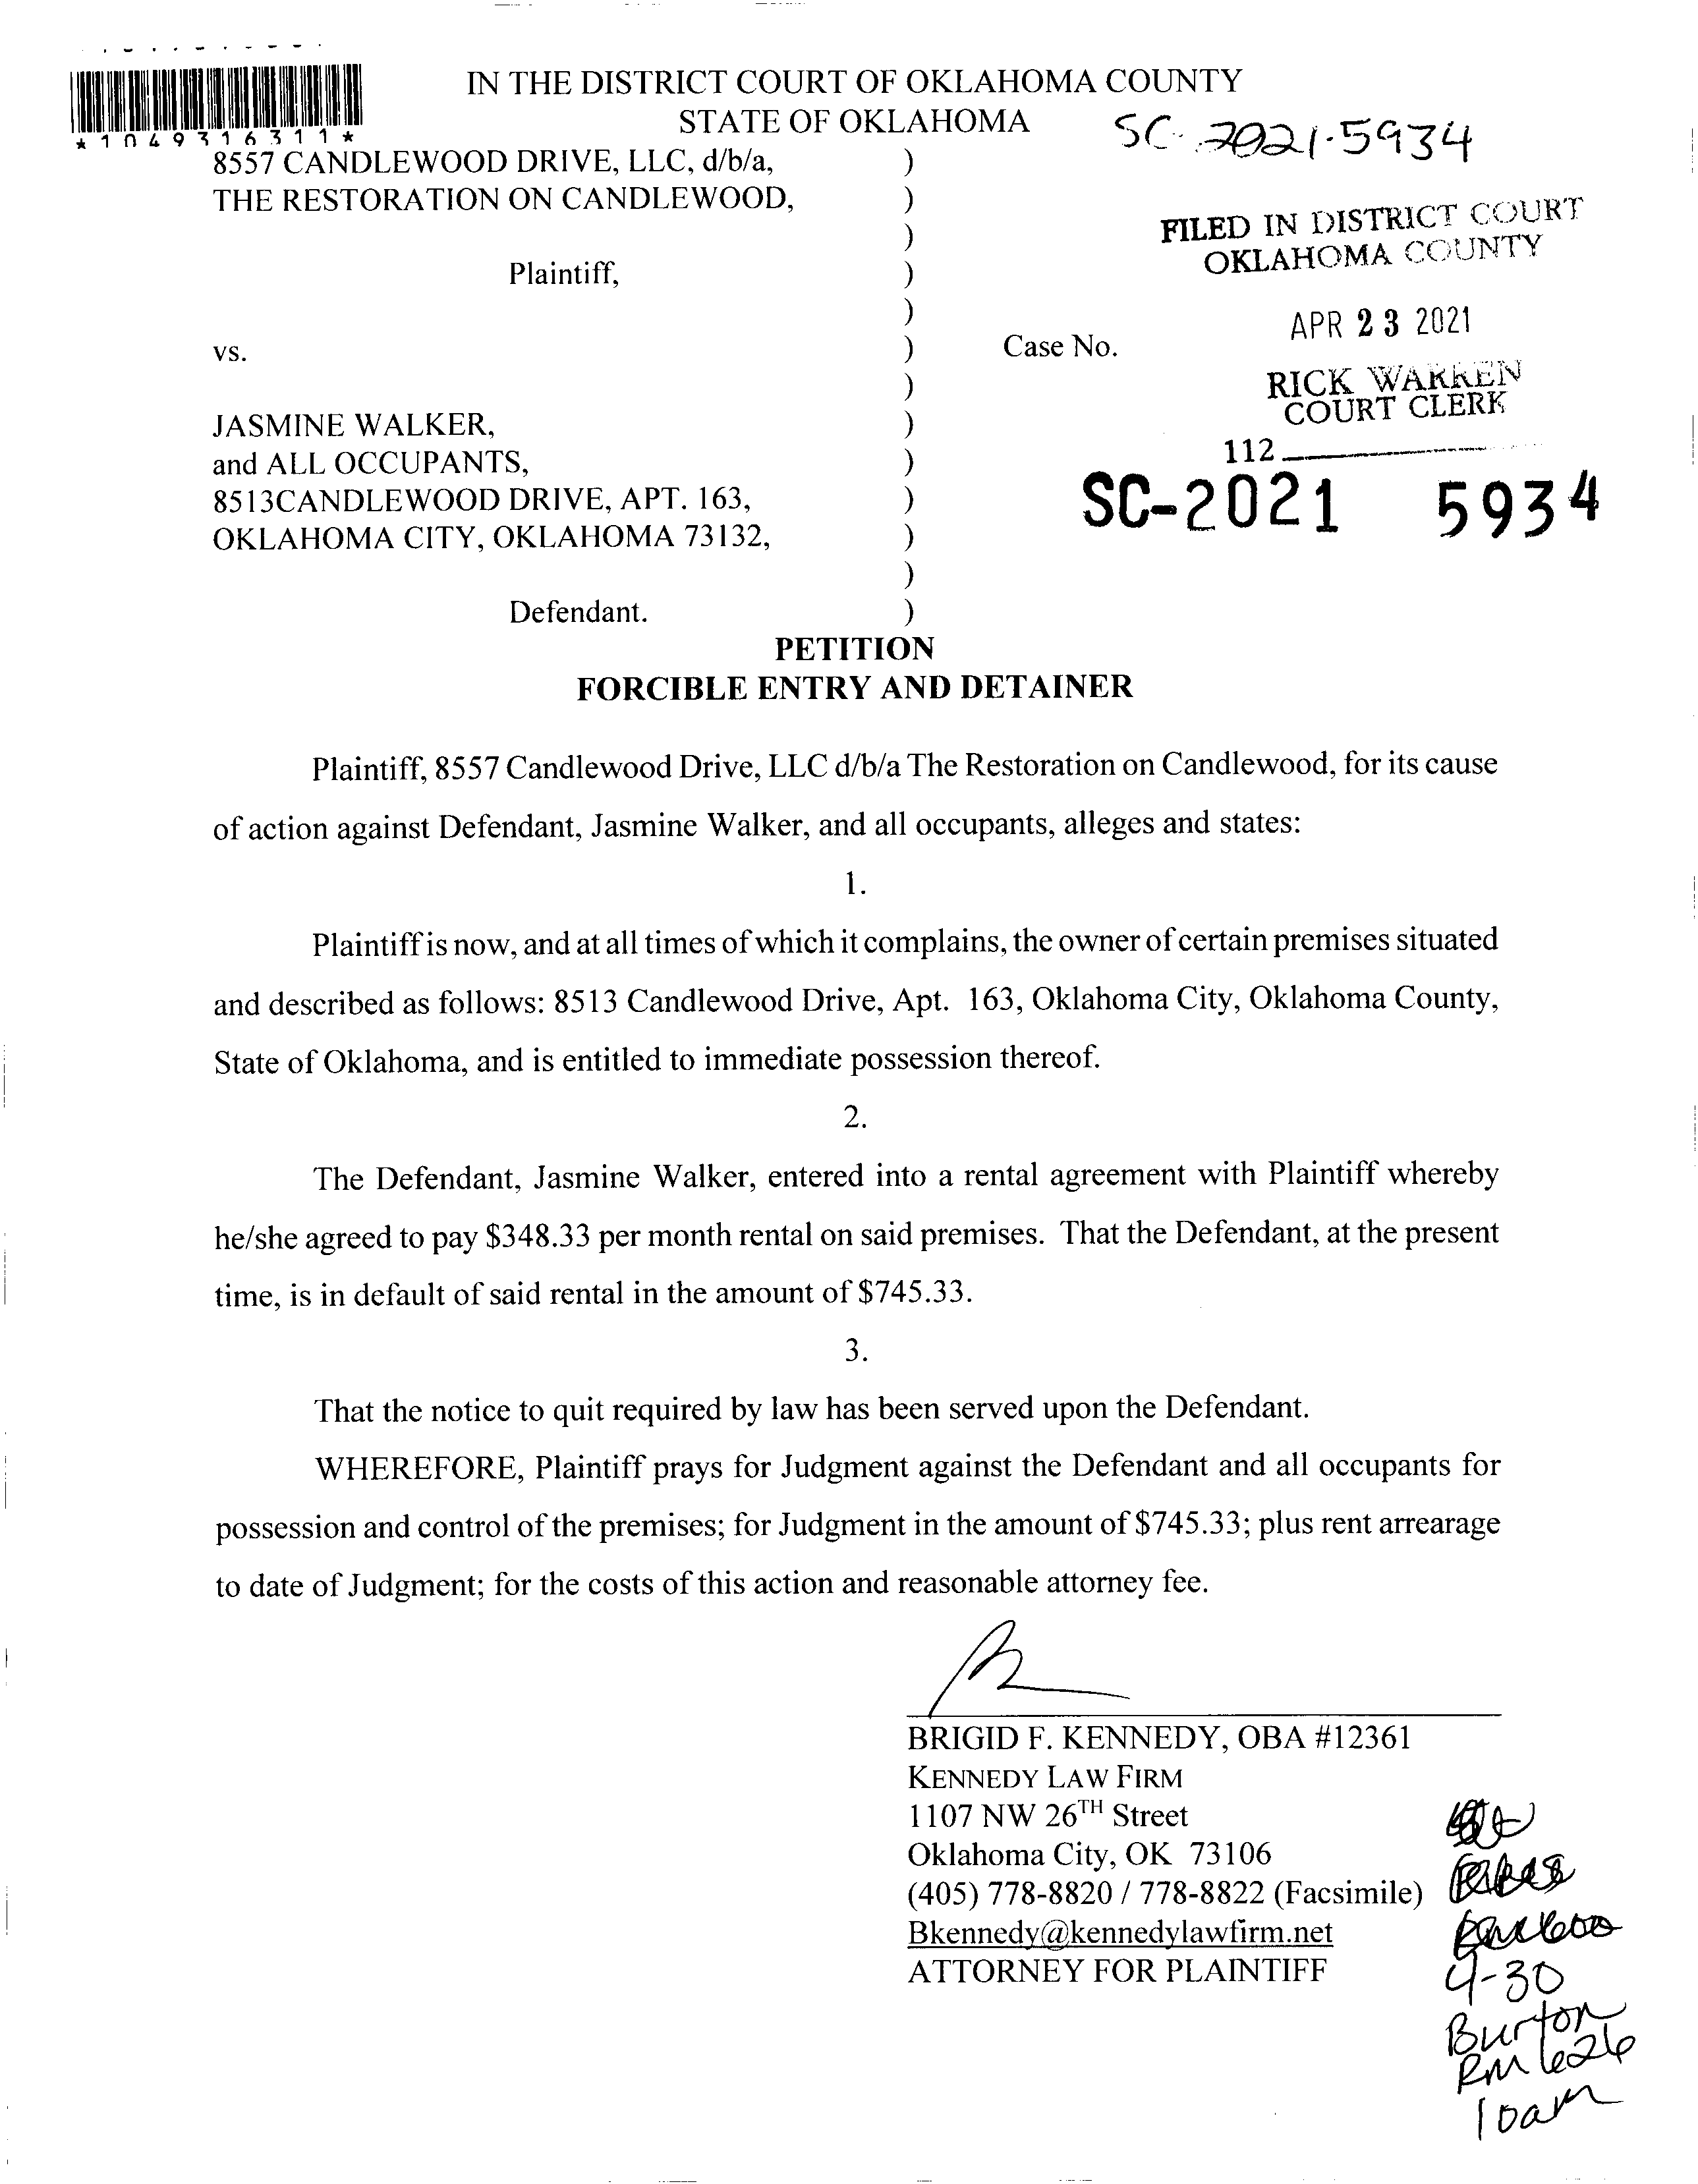 IN THE DISTRICT COURT OF OKLAHOMA COUNTY
STATE OF OKLAHOMA
SC-2021-5934
*1049316311*
8557 CANDLEWOOD DRIVE, LLC, d/b/a, )
THE RESTORATION ON CANDLEWOOD, )
)
Plaintiff, )
)
vs. ) Case No.
)
JASMINE WALKER, )
and ALL OCCUPANTS, )
8513CANDLEWOOD DRIVE, APT. 163, )
OKLAHOMA CITY, OKLAHOMA 73132, )
)
Defendant. )
FILED IN DISTRICT COURT
OKLAHOMA COUNTY
APR 23 2021
RICK WARREN
COURT CLERK
112
SC-2021 5934
PETITION
FORCIBLE ENTRY AND DETAINER
Plaintiff, 8557 Candlewood Drive, LLC d/b/a The Restoration on Candlewood, for its cause
of action against Defendant, Jasmine Walker, and all occupants, alleges and states:
1.
Plaintiff is now, and at all times of which it complains, the owner of certain premises situated
and described as follows: 8513 Candlewood Drive, Apt. 163, Oklahoma City, Oklahoma County,
State of Oklahoma, and is entitled to immediate possession thereof.
2.
The Defendant, Jasmine Walker, entered into a rental agreement with Plaintiff whereby
he/she agreed to pay $348.33 per month rental on said premises. That the Defendant, at the present
time, is in default of said rental in the amount of $745.33.
3.
That the notice to quit required by law has been served upon the Defendant.
WHEREFORE, Plaintiff prays for Judgment against the Defendant and all occupants for
possession and control of the premises; for Judgment in the amount of $745.33; plus rent arrearage
to date of Judgment; for the costs of this action and reasonable attorney fee.
BRIGID F. KENNEDY, OBA #12361
KENNEDY LAW FIRM
1107 NW 26TH Street
Oklahoma City, OK 73106
(405) 778-8820 / 778-8822 (Facsimile)
Bkennedy@kennedylawfirm.net
ATTORNEY FOR PLAINTIFF
4-30
Burton
RM 626
10am